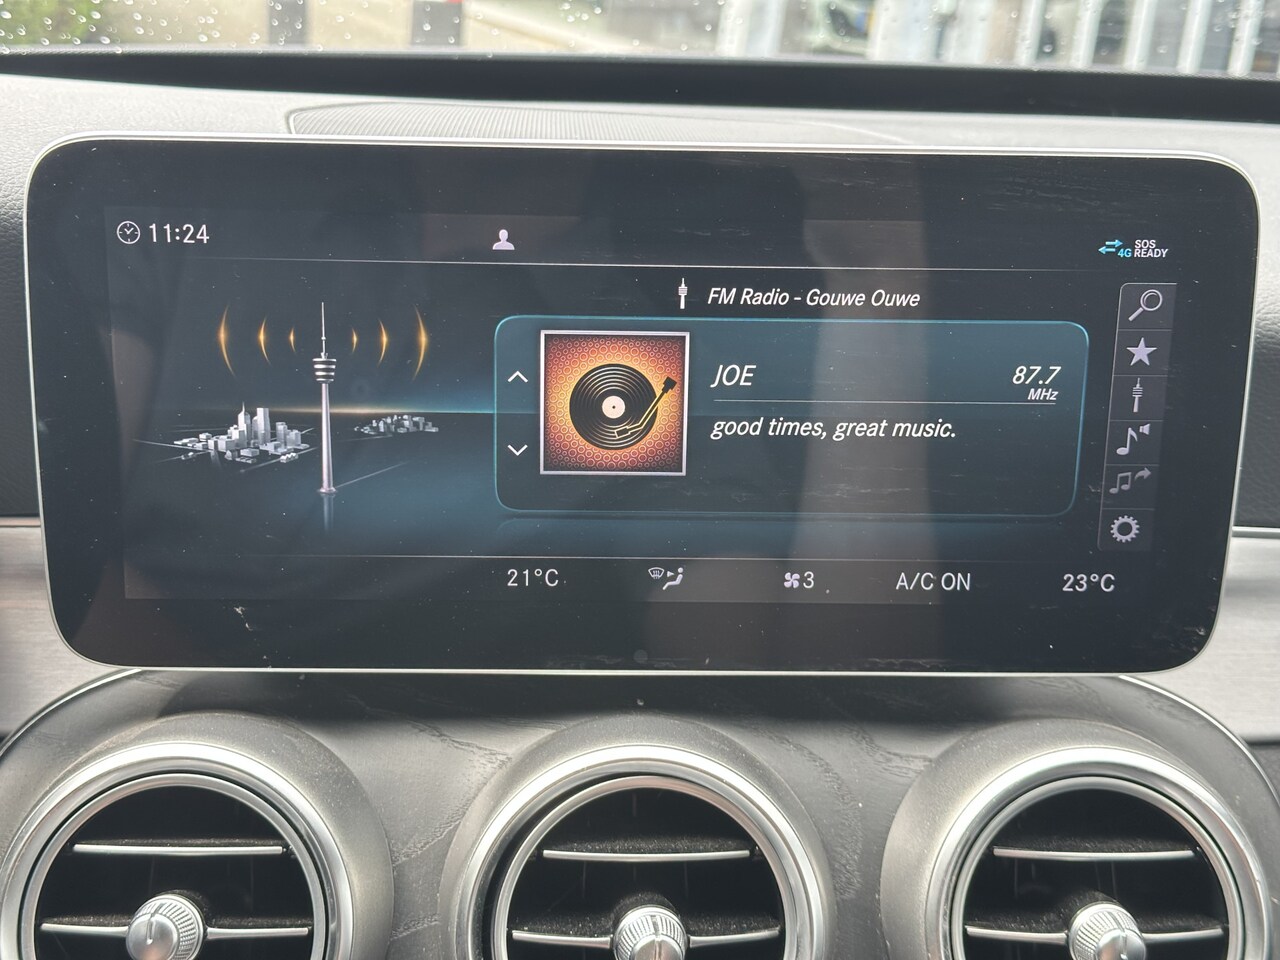 11:24
4G SOS READY
FM Radio - Gouwe Ouwe
JOE
87.7 MHz
good times, great music.
21°C
3
A/C ON
23°C